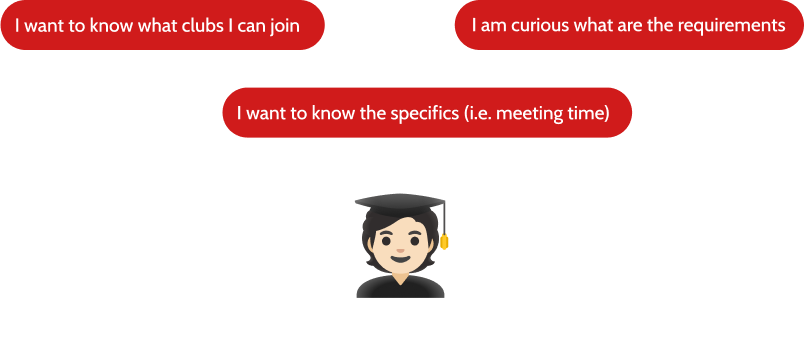 I want to know what clubs I can join
I am curious what are the requirements
I want to know the specifics (i.e. meeting time)